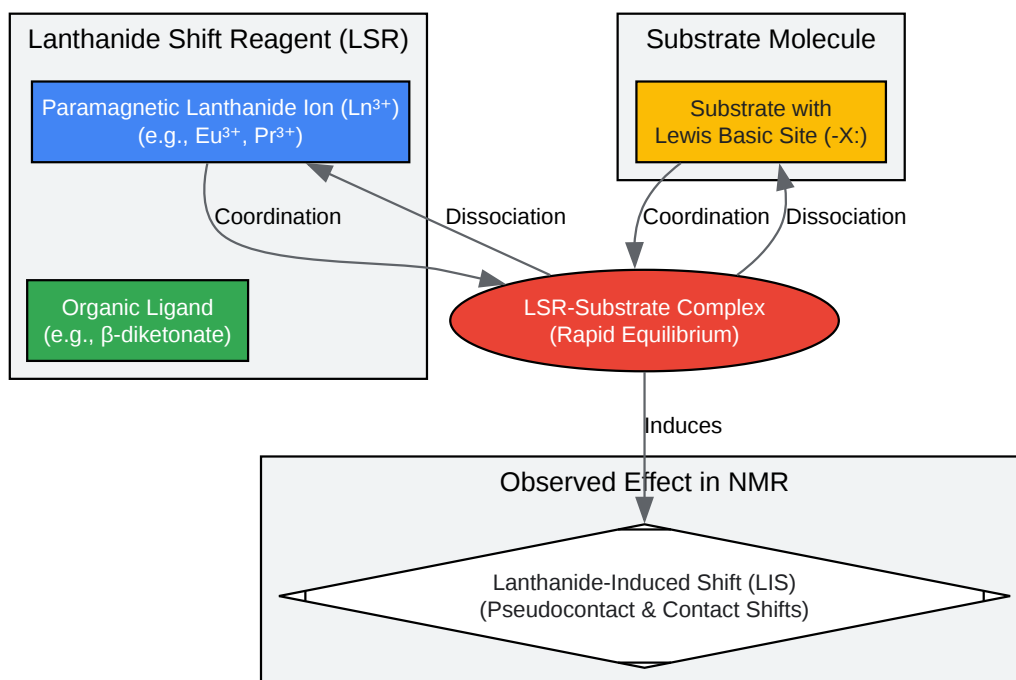 Lanthanide Shift Reagent (LSR)
Substrate Molecule
Paramagnetic Lanthanide Ion (Ln³⁺)
(e.g., Eu³⁺, Pr³⁺)
Substrate with
Lewis Basic Site (-X:)
Coordination
Dissociation
Coordination
Dissociation
Organic Ligand
(e.g., β-diketonate)
LSR-Substrate Complex
(Rapid Equilibrium)
Induces
Observed Effect in NMR
Lanthanide-Induced Shift (LIS)
(Pseudocontact & Contact Shifts)